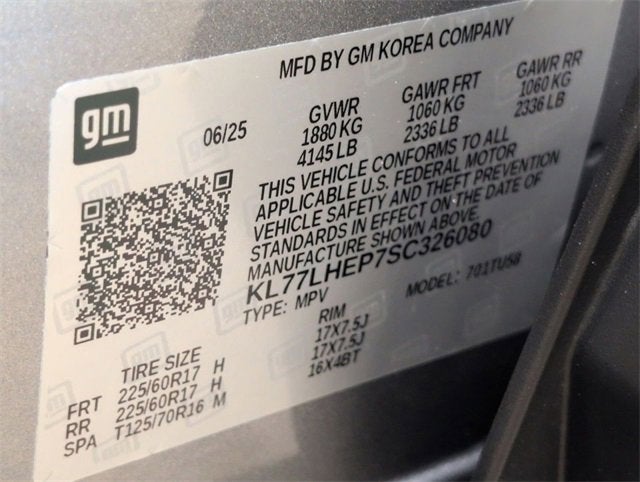 MFD BY GM KOREA COMPANY
gm
06/25
GVWR GAWR FRT GAWR RR
1880 KG 1060 KG 1060 KG
4145 LB 2336 LB 2336 LB
THIS VEHICLE CONFORMS TO ALL
APPLICABLE U.S. FEDERAL MOTOR
VEHICLE SAFETY AND THEFT PREVENTION
STANDARDS IN EFFECT ON THE DATE OF
MANUFACTURE SHOWN ABOVE.
KL77LHEP7SC326080
TYPE: MPV MODEL: 701TU58
TIRE SIZE RIM
FRT 225/60R17 H 17X7.5J
RR 225/60R17 H 17X7.5J
SPA T125/70R16 M 16X4BT